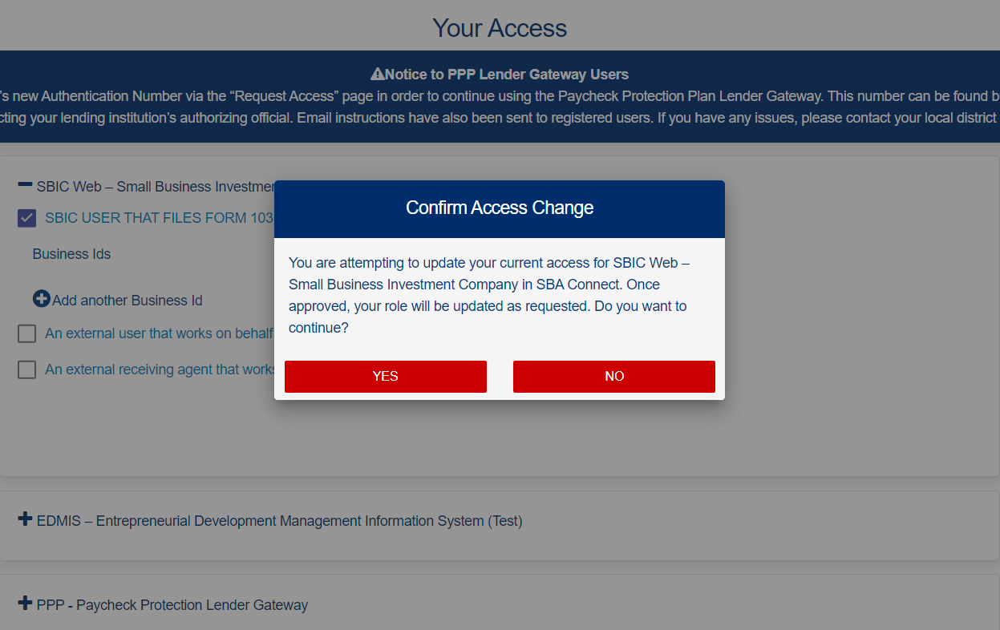 Your Access
Notice to PPP Lender Gateway Users
's new Authentication Number via the “Request Access” page in order to continue using the Paycheck Protection Plan Lender Gateway. This number can be found b
cting your lending institution’s authorizing official. Email instructions have also been sent to registered users. If you have any issues, please contact your local district
SBIC Web – Small Business Investmen
SBIC USER THAT FILES FORM 103
Business Ids
Add another Business Id
An external user that works on behalf
An external receiving agent that works
Confirm Access Change
You are attempting to update your current access for SBIC Web –
Small Business Investment Company in SBA Connect. Once
approved, your role will be updated as requested. Do you want to
continue?
YES NO
EDMIS – Entrepreneurial Development Management Information System (Test)
PPP - Paycheck Protection Lender Gateway